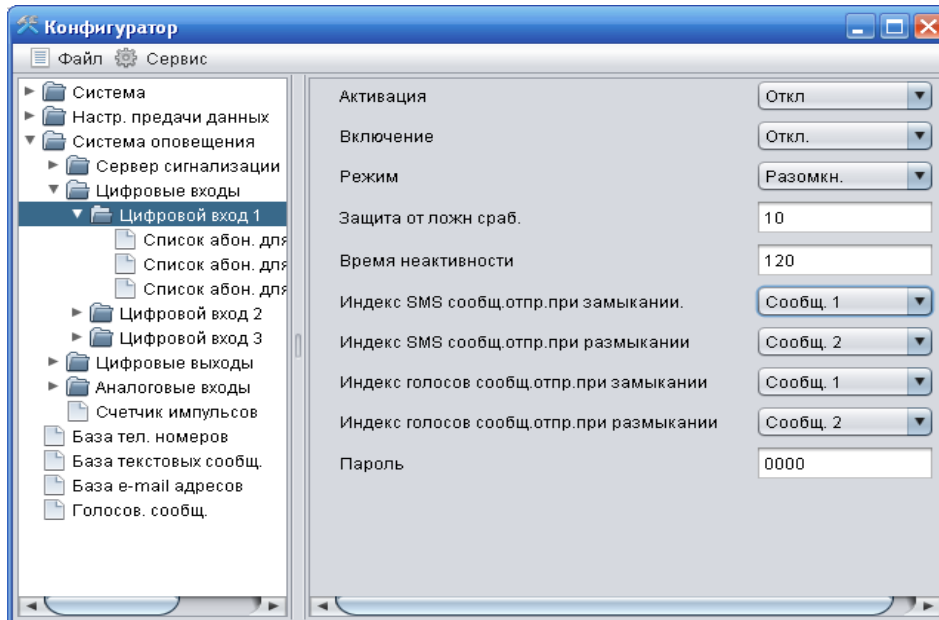 Конфигуратор
Файл Сервис
Система
Настр. предачи данных
Система оповещения
Сервер сигнализации
Цифровые входы
Цифровой вход 1
Список абон. для
Список абон. для
Список абон. для
Цифровой вход 2
Цифровой вход 3
Цифровые выходы
Аналоговые входы
Счетчик импульсов
База тел. номеров
База текстовых сообщ.
База e-mail адресов
Голосов. сообщ.
Активация Откл
Включение Откл.
Режим Разомкн.
Защита от ложн сраб. 10
Время неактивности 120
Индекс SMS сообщ.отпр.при замыкании. Сообщ. 1
Индекс SMS сообщ.отпр.при размыкании Сообщ. 2
Индекс голосов сообщ.отпр.при замыкании Сообщ. 1
Индекс голосов сообщ.отпр.при размыкании Сообщ. 2
Пароль 0000